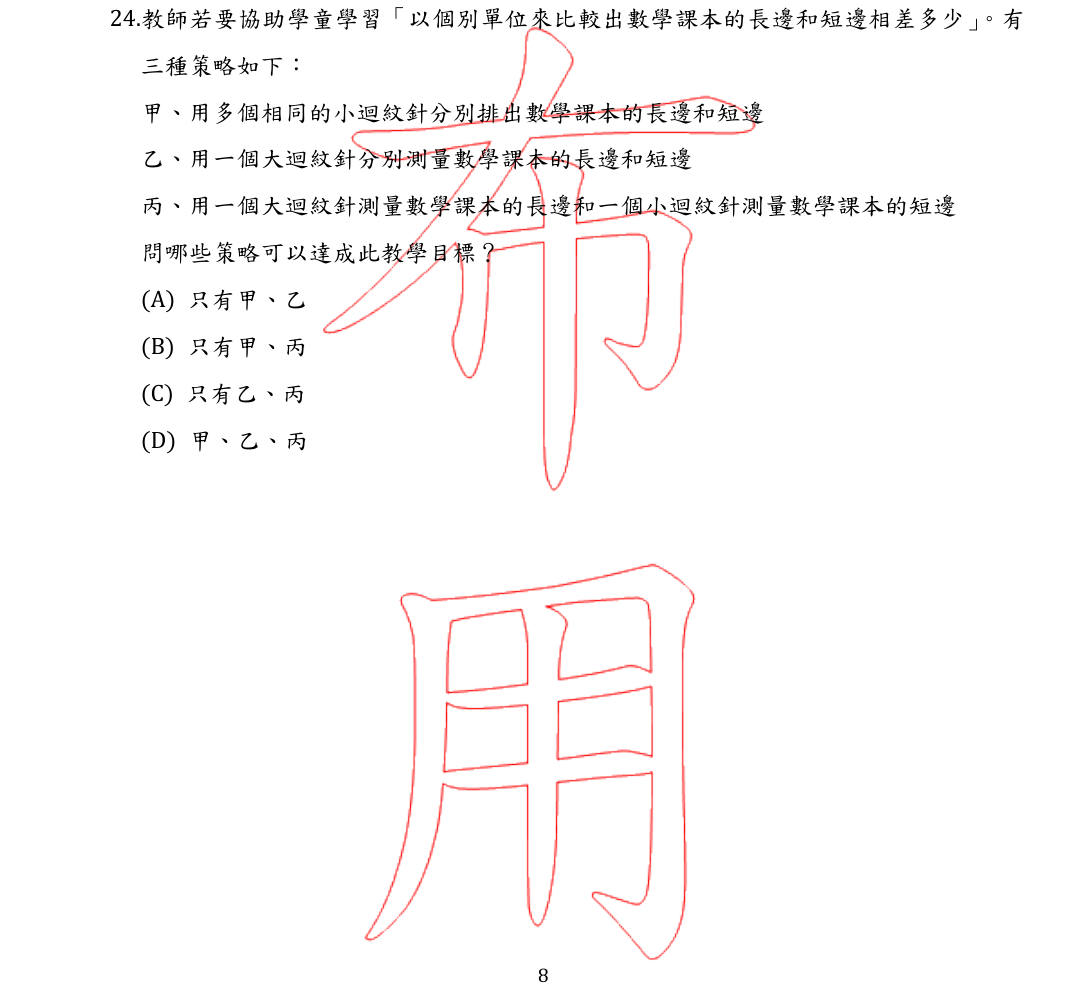 24.教師若要協助學童學習「以個別單位來比較出數學課本的長邊和短邊相差多少」。有
三種策略如下：
甲、用多個相同的小迴紋針分別排出數學課本的長邊和短邊
乙、用一個大迴紋針分別測量數學課本的長邊和短邊
丙、用一個大迴紋針測量數學課本的長邊和一個小迴紋針測量數學課本的短邊
問哪些策略可以達成此教學目標？
(A) 只有甲、乙
(B) 只有甲、丙
(C) 只有乙、丙
(D) 甲、乙、丙
布
用
8